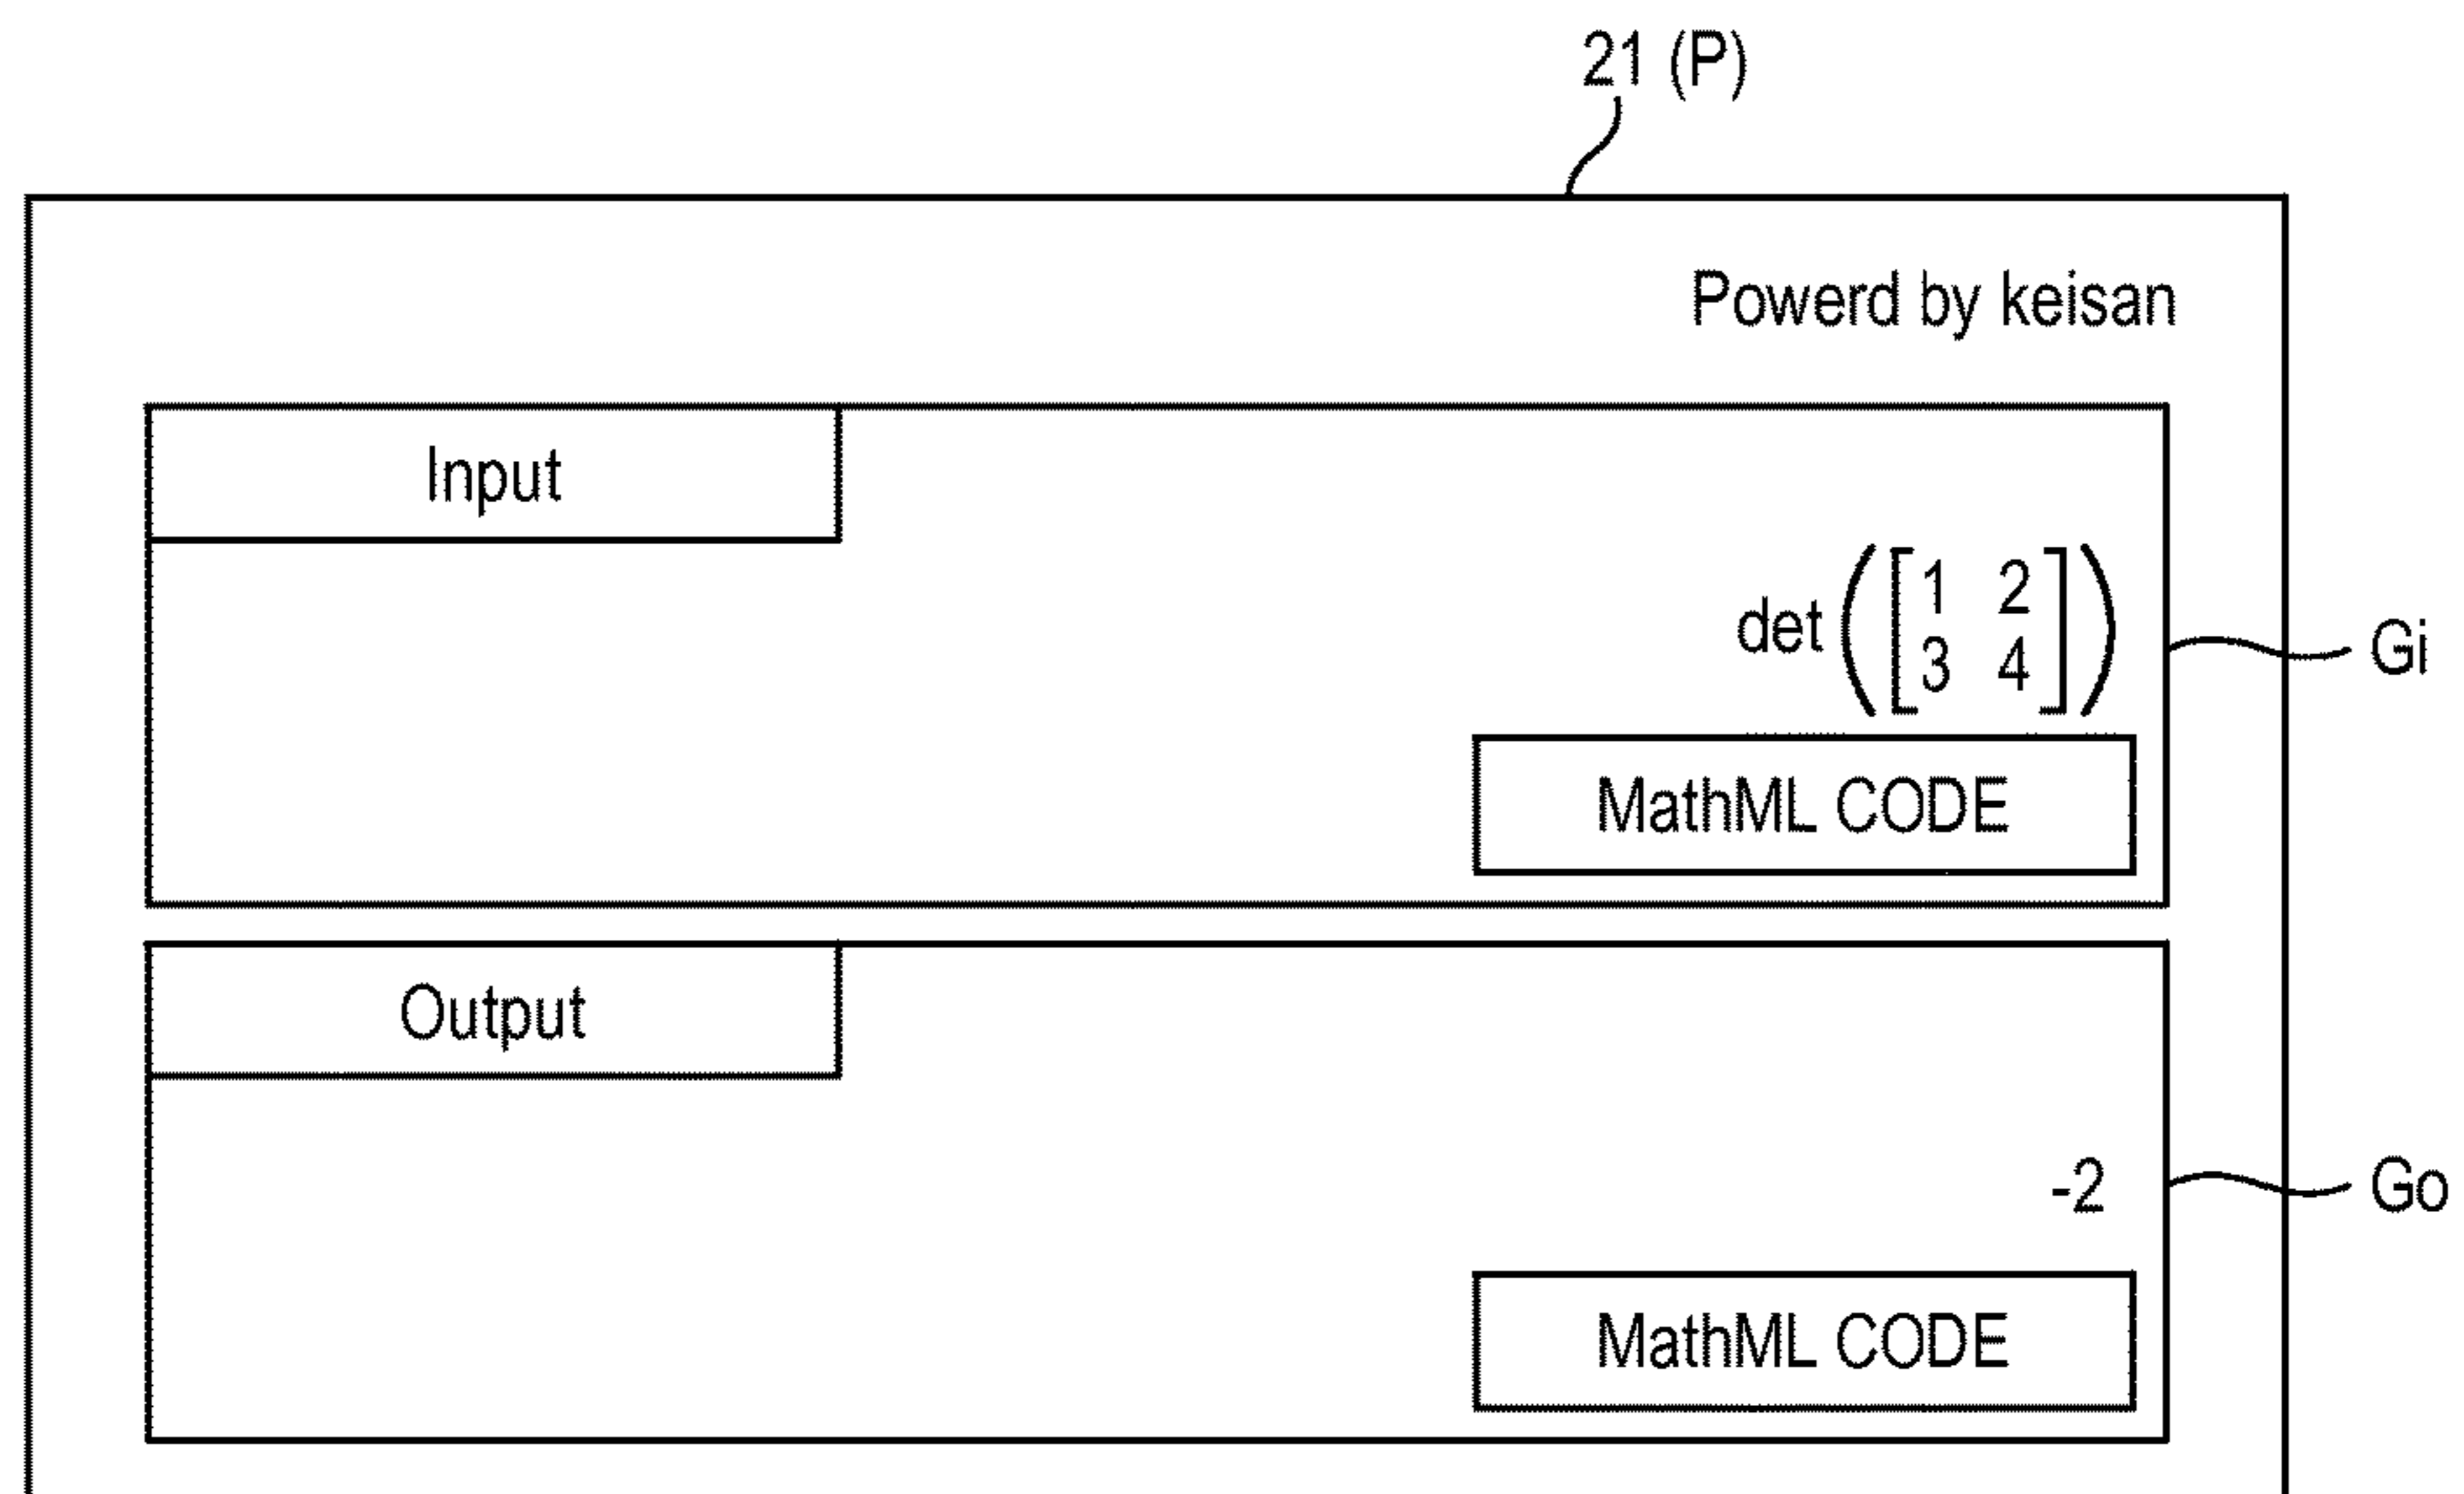 21 (P)
Powerd by keisan
Input
det([1 2
3 4])
Gi
MathML CODE
Output
-2
Go
MathML CODE